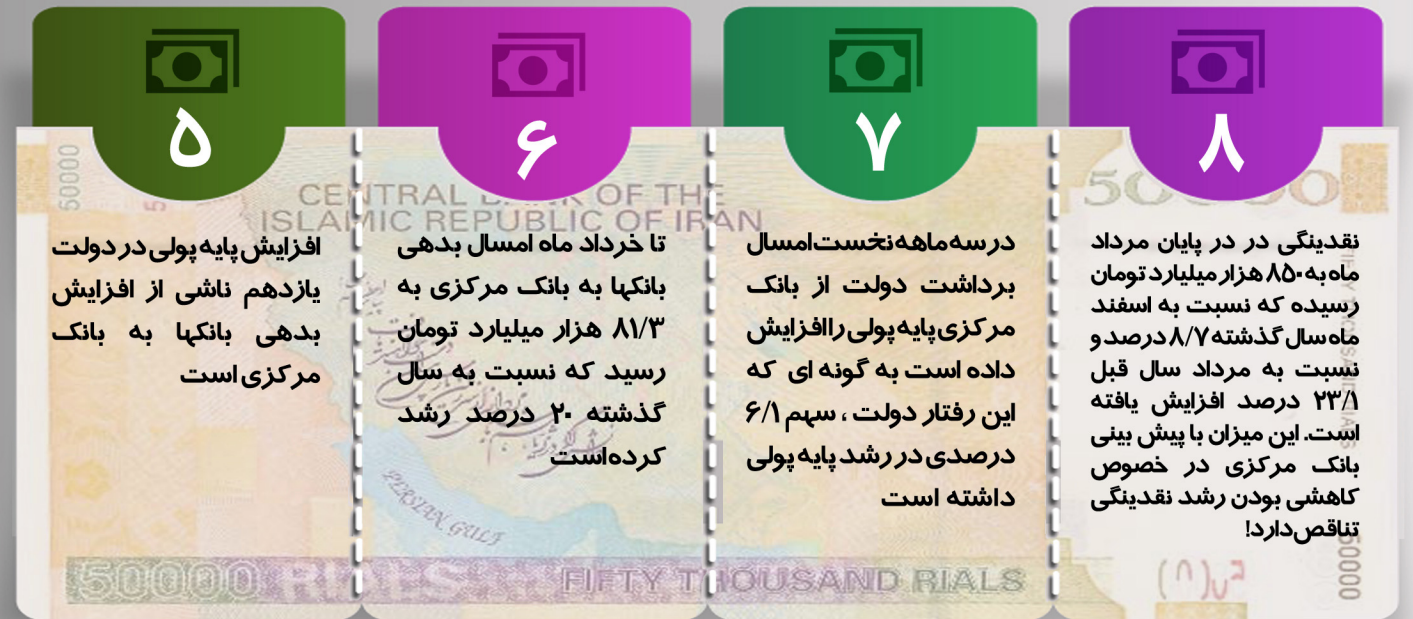 ۵
افزایش پایه پولی در دولت
یازدهم ناشی از افزایش
بدهی بانکها به بانک
مرکزی است
۶
تا خرداد ماه امسال بدهی
بانکها به بانک مرکزی به
۸۱/۳ هزار میلیارد تومان
رسید که نسبت به سال
گذشته ۲۰ درصد رشد
کرده است
۷
در سه ماهه نخست امسال
برداشت دولت از بانک
مرکزی پایه پولی را افزایش
داده است به گونه ای که
این رفتار دولت ، سهم ۶/۱
درصدی در رشد پایه پولی
داشته است
۸
نقدینگی در در پایان مرداد
ماه به ۸۵۰ هزار میلیارد تومان
رسیده که نسبت به اسفند
ماه سال گذشته ۸/۷ درصد و
نسبت به مرداد سال قبل
۲۳/۱ درصد افزایش یافته
است. این میزان با پیش بینی
بانک مرکزی در خصوص
کاهشی بودن رشد نقدینگی
تناقص دارد!
CENTRAL BANK OF THE
ISLAMIC REPUBLIC OF IRAN
50000
50000
PERSIAN GULF
50000 RIALS
FIFTY THOUSAND RIALS
50000